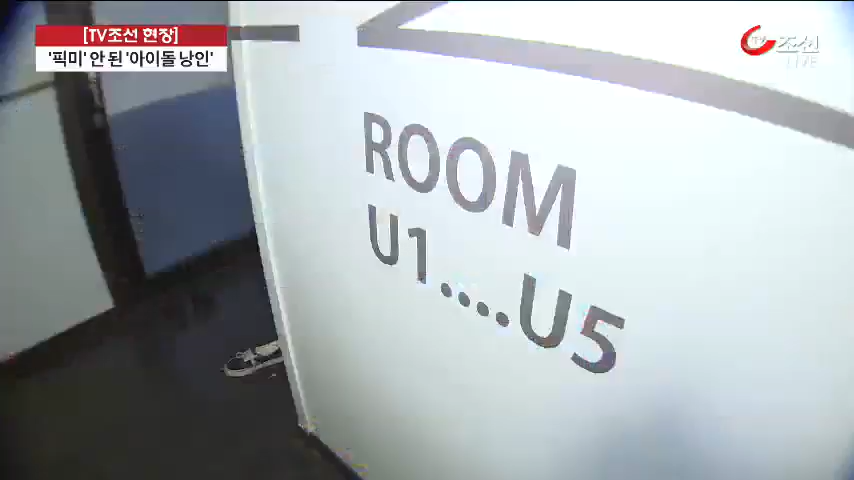 [TV조선 현장]
'픽미' 안 된 '아이돌 낭인'
TV조선
LIVE
ROOM
U1....U5